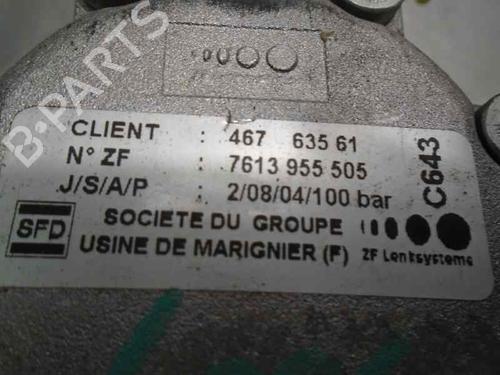 B-PARTS
CLIENT : 467 635 61
N° ZF : 7613 955 505
J/S/A/P : 2/08/04/100 bar
C643
SFD
SOCIETE DU GROUPE
USINE DE MARIGNIER (F)
ZF Lenksysteme